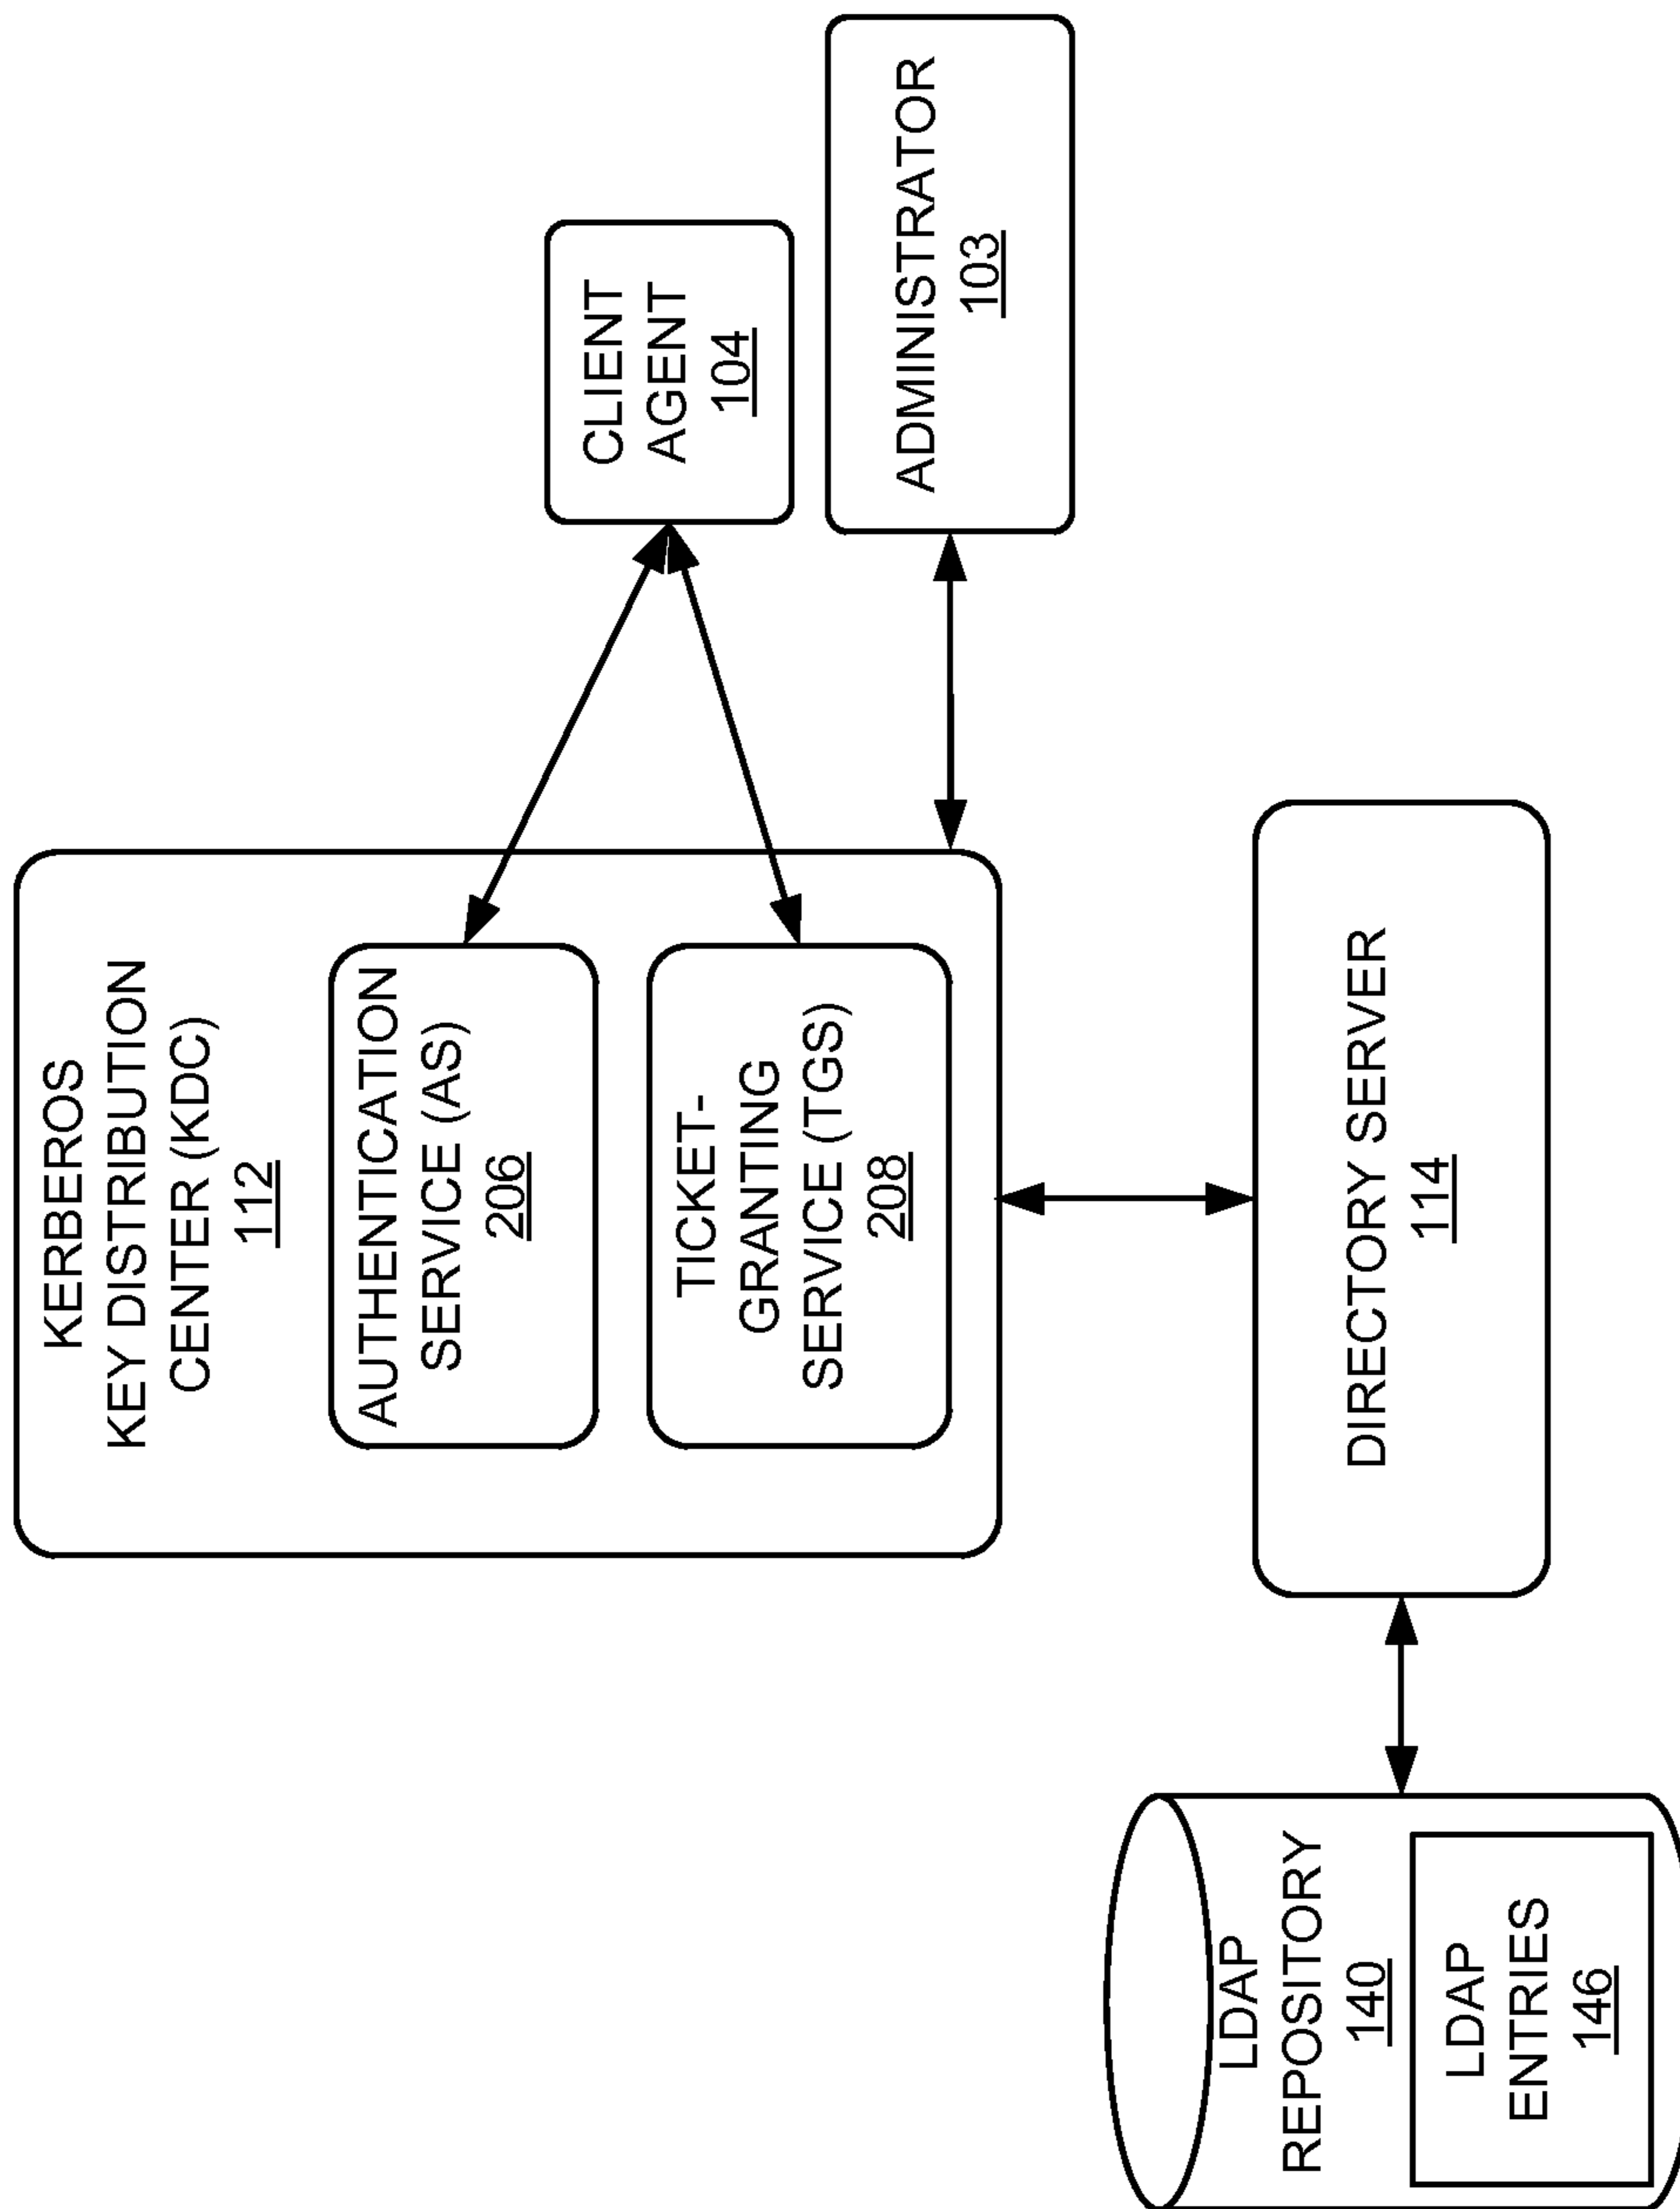 KERBEROS
KEY DISTRIBUTION
CENTER (KDC)
112
AUTHENTICATION
SERVICE (AS)
206
TICKET-
GRANTING
SERVICE (TGS)
208
CLIENT
AGENT
104
ADMINISTRATOR
103
LDAP
REPOSITORY
140
LDAP
ENTRIES
146
DIRECTORY SERVER
114